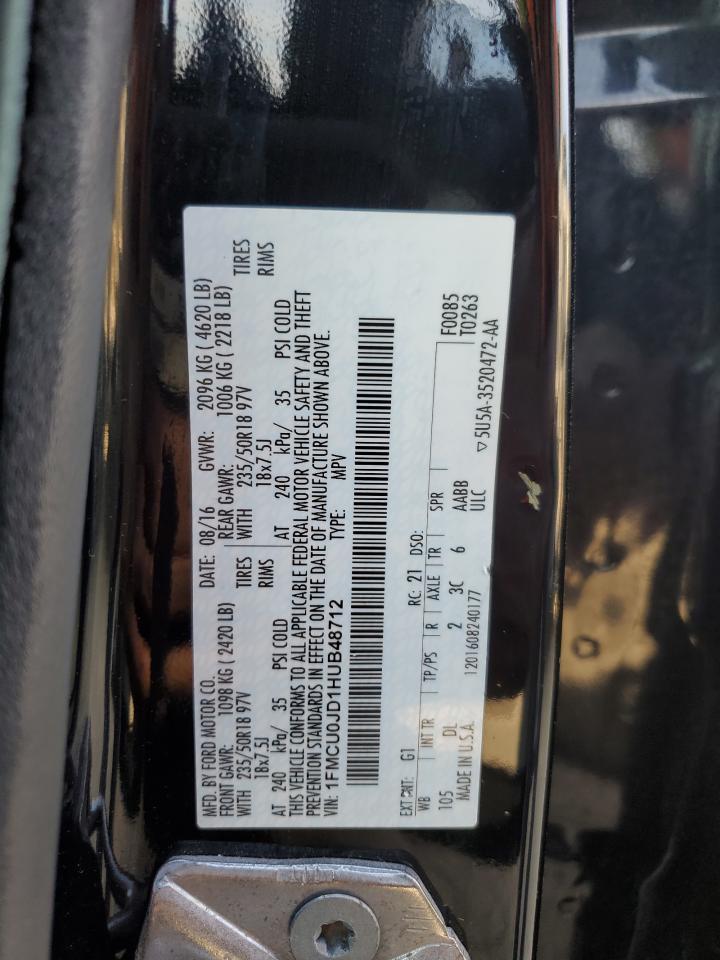 MFD. BY FORD MOTOR CO.
DATE: 08/16 GVWR: 2096 KG ( 4620 LB)
FRONT GAWR: 1098 KG ( 2420 LB) REAR GAWR: 1006 KG ( 2218 LB)
WITH 235/50R18 97V TIRES WITH 235/50R18 97V TIRES
18x7.5J RIMS 18x7.5J RIMS
AT 240 kPa/ 35 PSI COLD AT 240 kPa/ 35 PSI COLD
THIS VEHICLE CONFORMS TO ALL APPLICABLE FEDERAL MOTOR VEHICLE SAFETY AND THEFT
PREVENTION STANDARDS IN EFFECT ON THE DATE OF MANUFACTURE SHOWN ABOVE.
VIN: 1FMCU0JD1HUB48712 TYPE: MPV
EXT PNT: G1 RC: 21 DSO: F0085
WB INT TR TP/PS R AXLE TR SPR T0263
105 DL 2 3C 6 AABB
MADE IN U.S.A. 1201608240177 ULC ▽5U5A-3520472-AA